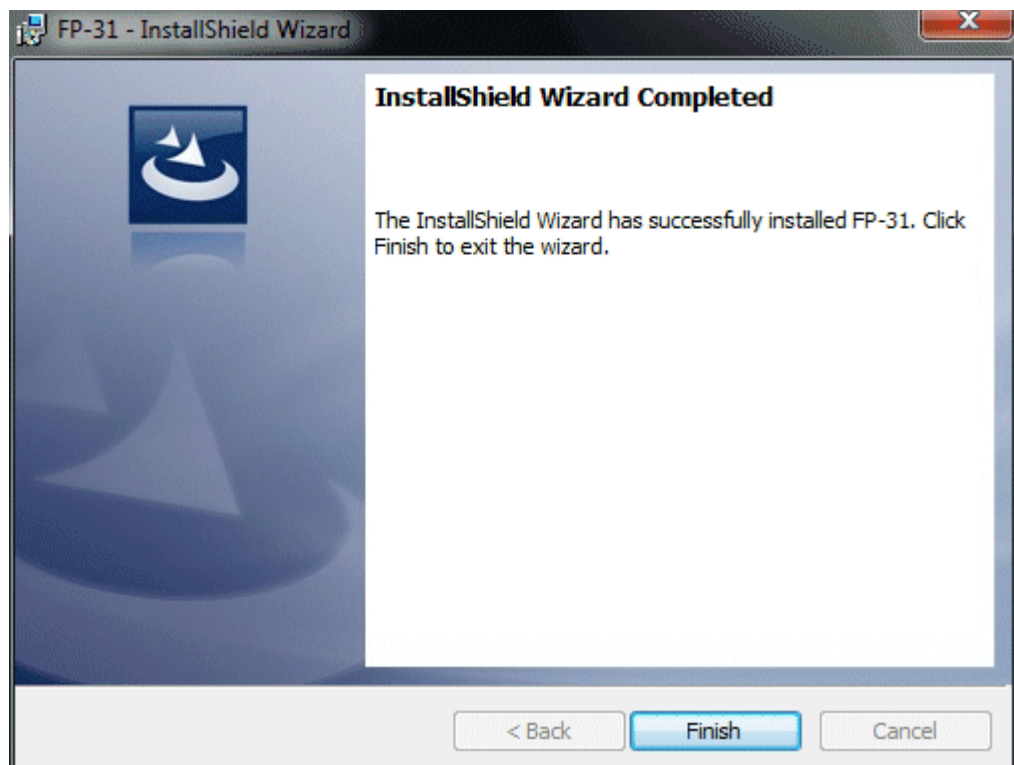 FP-31 - InstallShield Wizard
X
InstallShield Wizard Completed
The InstallShield Wizard has successfully installed FP-31. Click
Finish to exit the wizard.
< Back
Finish
Cancel